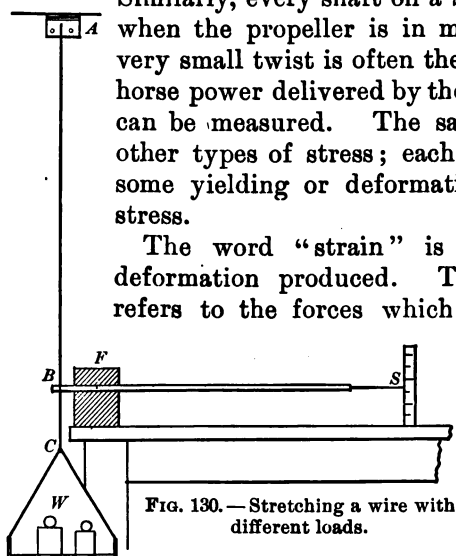 Similarly, every shaft on a
A when the propeller is in
very small twist is often the
horse power delivered by the
can be measured. The
other types of stress; each
some yielding or
stress.
The word “strain” is
deformation produced.
refers to the forces which
B
F
S
C
W
FIG. 130.—Stretching a wire with
different loads.